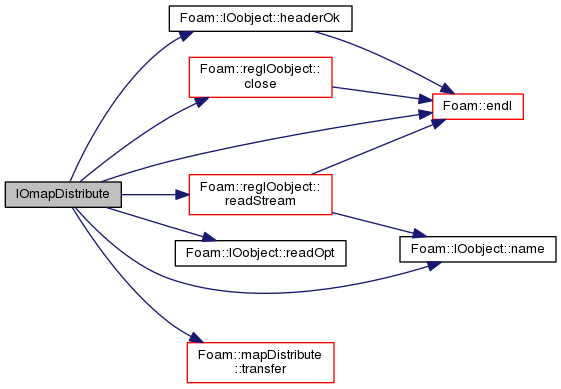 Foam::IOobject::headerOk
Foam::regIOobject::
close
Foam::endl
IOmapDistribute
Foam::regIOobject::
readStream
Foam::IOobject::readOpt
Foam::IOobject::name
Foam::mapDistribute
::transfer